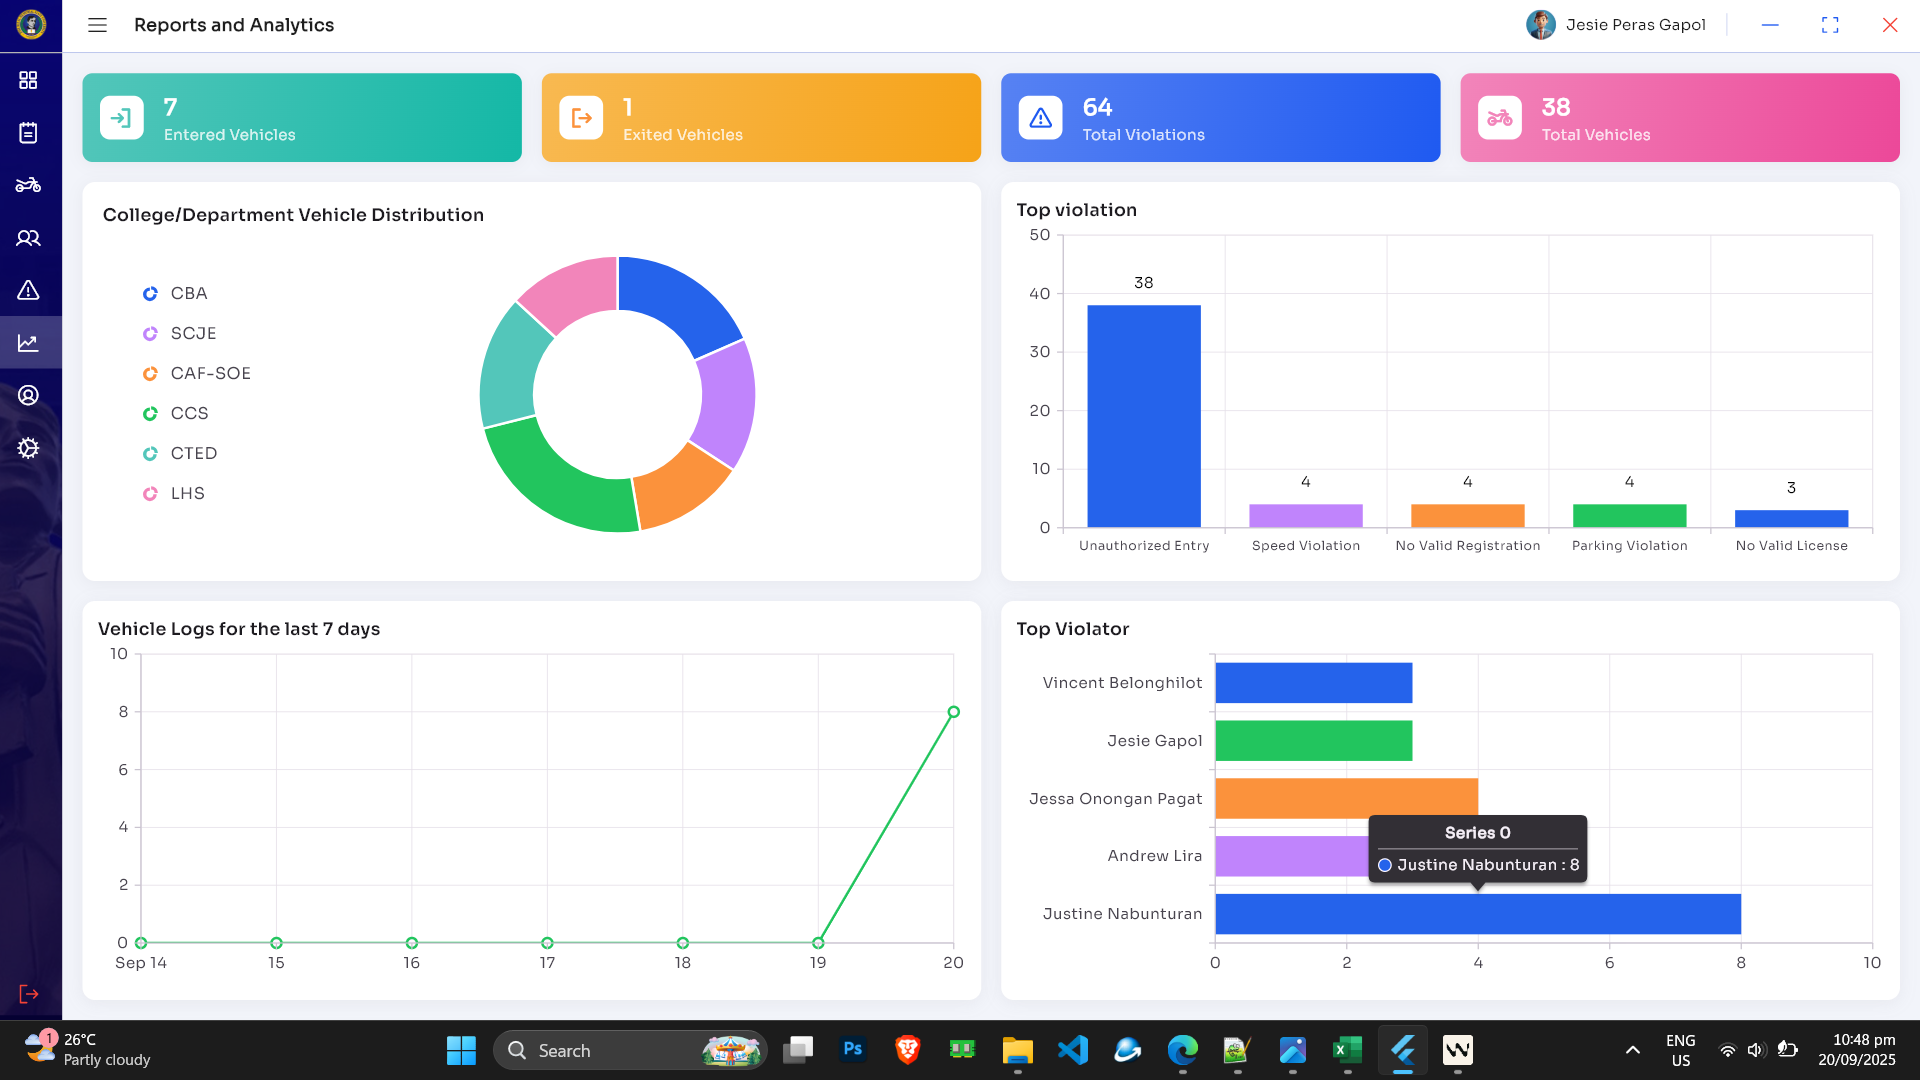 Reports and Analytics
Jesie Peras Gapol
7
Entered Vehicles
1
Exited Vehicles
64
Total Violations
38
Total Vehicles
College/Department Vehicle Distribution
CBA
SCJE
CAF-SOE
CCS
CTED
LHS
Top violation
50
40
30
20
10
0
38
4
4
4
3
Unauthorized Entry
Speed Violation
No Valid Registration
Parking Violation
No Valid License
Vehicle Logs for the last 7 days
10
8
6
4
2
0
Sep 14
15
16
17
18
19
20
Top Violator
Vincent Belonghilot
Jesie Gapol
Jessa Onongan Pagat
Andrew Lira
Justine Nabunturan
Series 0
Justine Nabunturan : 8
0
2
4
6
8
10
1
26°C
Partly cloudy
Search
Ps
ENG
US
10:48 pm
20/09/2025